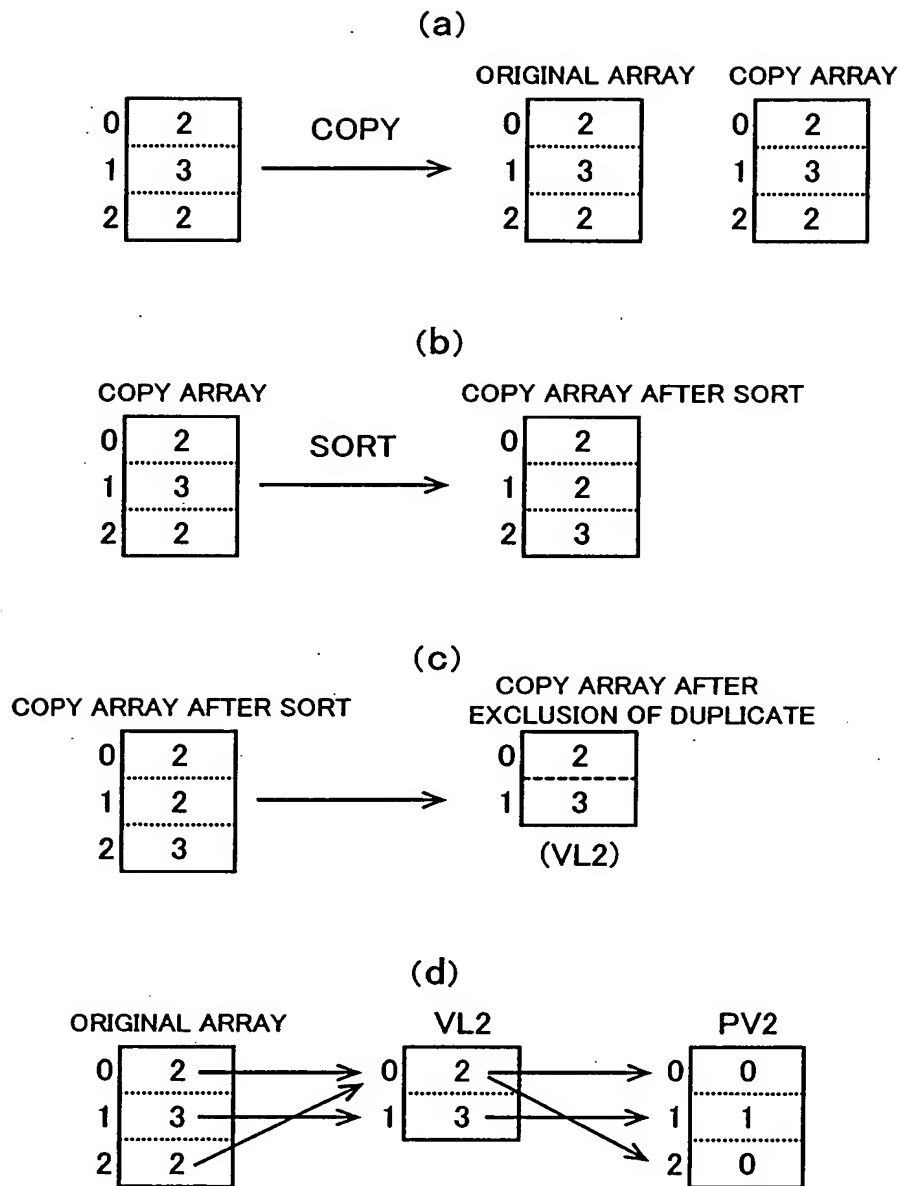 (a)
ORIGINAL ARRAY COPY ARRAY
0 2 COPY 0 2 0 2
1 3 1 3 1 3
2 2 2 2 2 2
(b)
COPY ARRAY COPY ARRAY AFTER SORT
0 2 SORT 0 2
1 3 1 2
2 2 2 3
(c)
COPY ARRAY AFTER SORT COPY ARRAY AFTER
EXCLUSION OF DUPLICATE
0 2 0 2
1 2 1 3
2 3 (VL2)
(d)
ORIGINAL ARRAY VL2 PV2
0 2 0 2 0 0
1 3 1 3 1 1
2 2 2 0